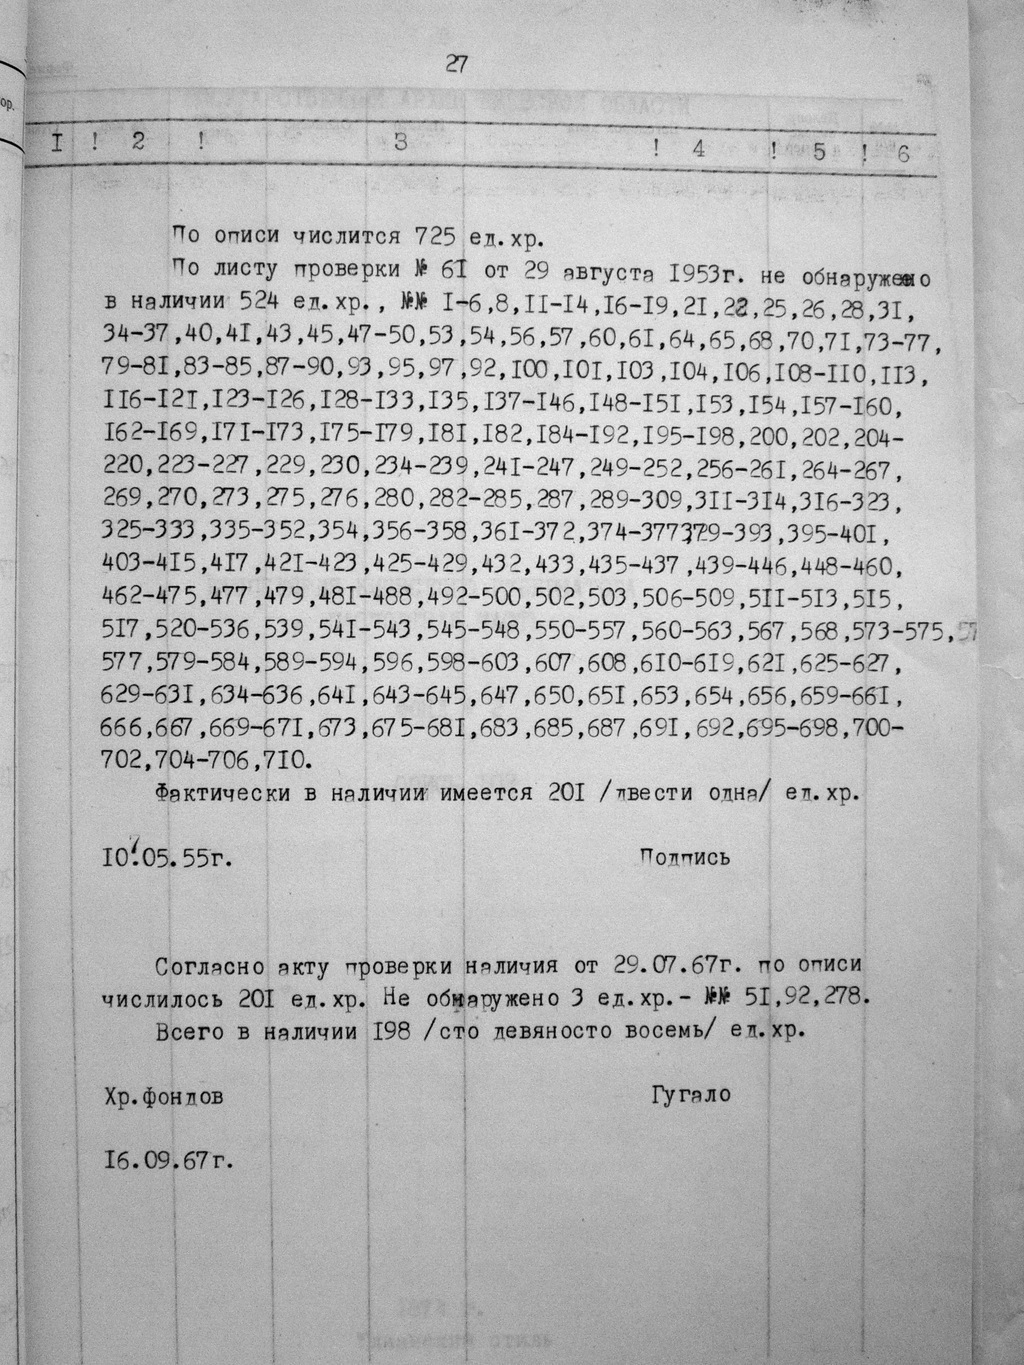 ор.
27
I ! 2 ! 3 ! 4 ! 5 ! 6
По описи числится 725 ед.хр.
По листу проверки № 61 от 29 августа 1953г. не обнаружено
в наличии 524 ед.хр., №№ I-6,8,II-I4,I6-I9,2I,22,25,26,28,3I,
34-37,40,4I,43,45,47-50,53,54,56,57,60,6I,64,65,68,70,7I,73-77,
79-8I,83-85,87-90,93,95,97,92,I00,I0I,I03,I04,I06,I08-II0,II3,
II6-I2I,I23-I26,I28-I33,I35,I37-I46,I48-I5I,I53,I54,I57-I60,
I62-I69,I7I-I73,I75-I79,I8I,I82,I84-I92,I95-I98,200,202,204-
220,223-227,229,230,234-239,24I-247,249-252,256-26I,264-267,
269,270,273,275,276,280,282-285,287,289-309,3II-3I4,3I6-323,
325-333,335-352,354,356-358,36I-372,374-377,379-393,395-40I,
403-4I5,4I7,42I-423,425-429,432,433,435-437,439-446,448-460,
462-475,477,479,48I-488,492-500,502,503,506-509,5II-5I3,5I5,
5I7,520-536,539,54I-543,545-548,550-557,560-563,567,568,573-575,
577,579-584,589-594,596,598-603,607,608,6I0-6I9,62I,625-627,
629-63I,634-636,64I,643-645,647,650,65I,653,654,656,659-66I,
666,667,669-67I,673,675-68I,683,685,687,69I,692,695-698,700-
702,704-706,7I0.
Фактически в наличии имеется 20I /двести одна/ ед.хр.
I0.05.55г. Подпись
Согласно акту проверки наличия от 29.07.67г. по описи
числилось 20I ед.хр. Не обнаружено 3 ед.хр.- №№ 5I,92,278.
Всего в наличии I98 /сто девяносто восемь/ ед.хр.
Хр.фондов Гугало
I6.09.67г.